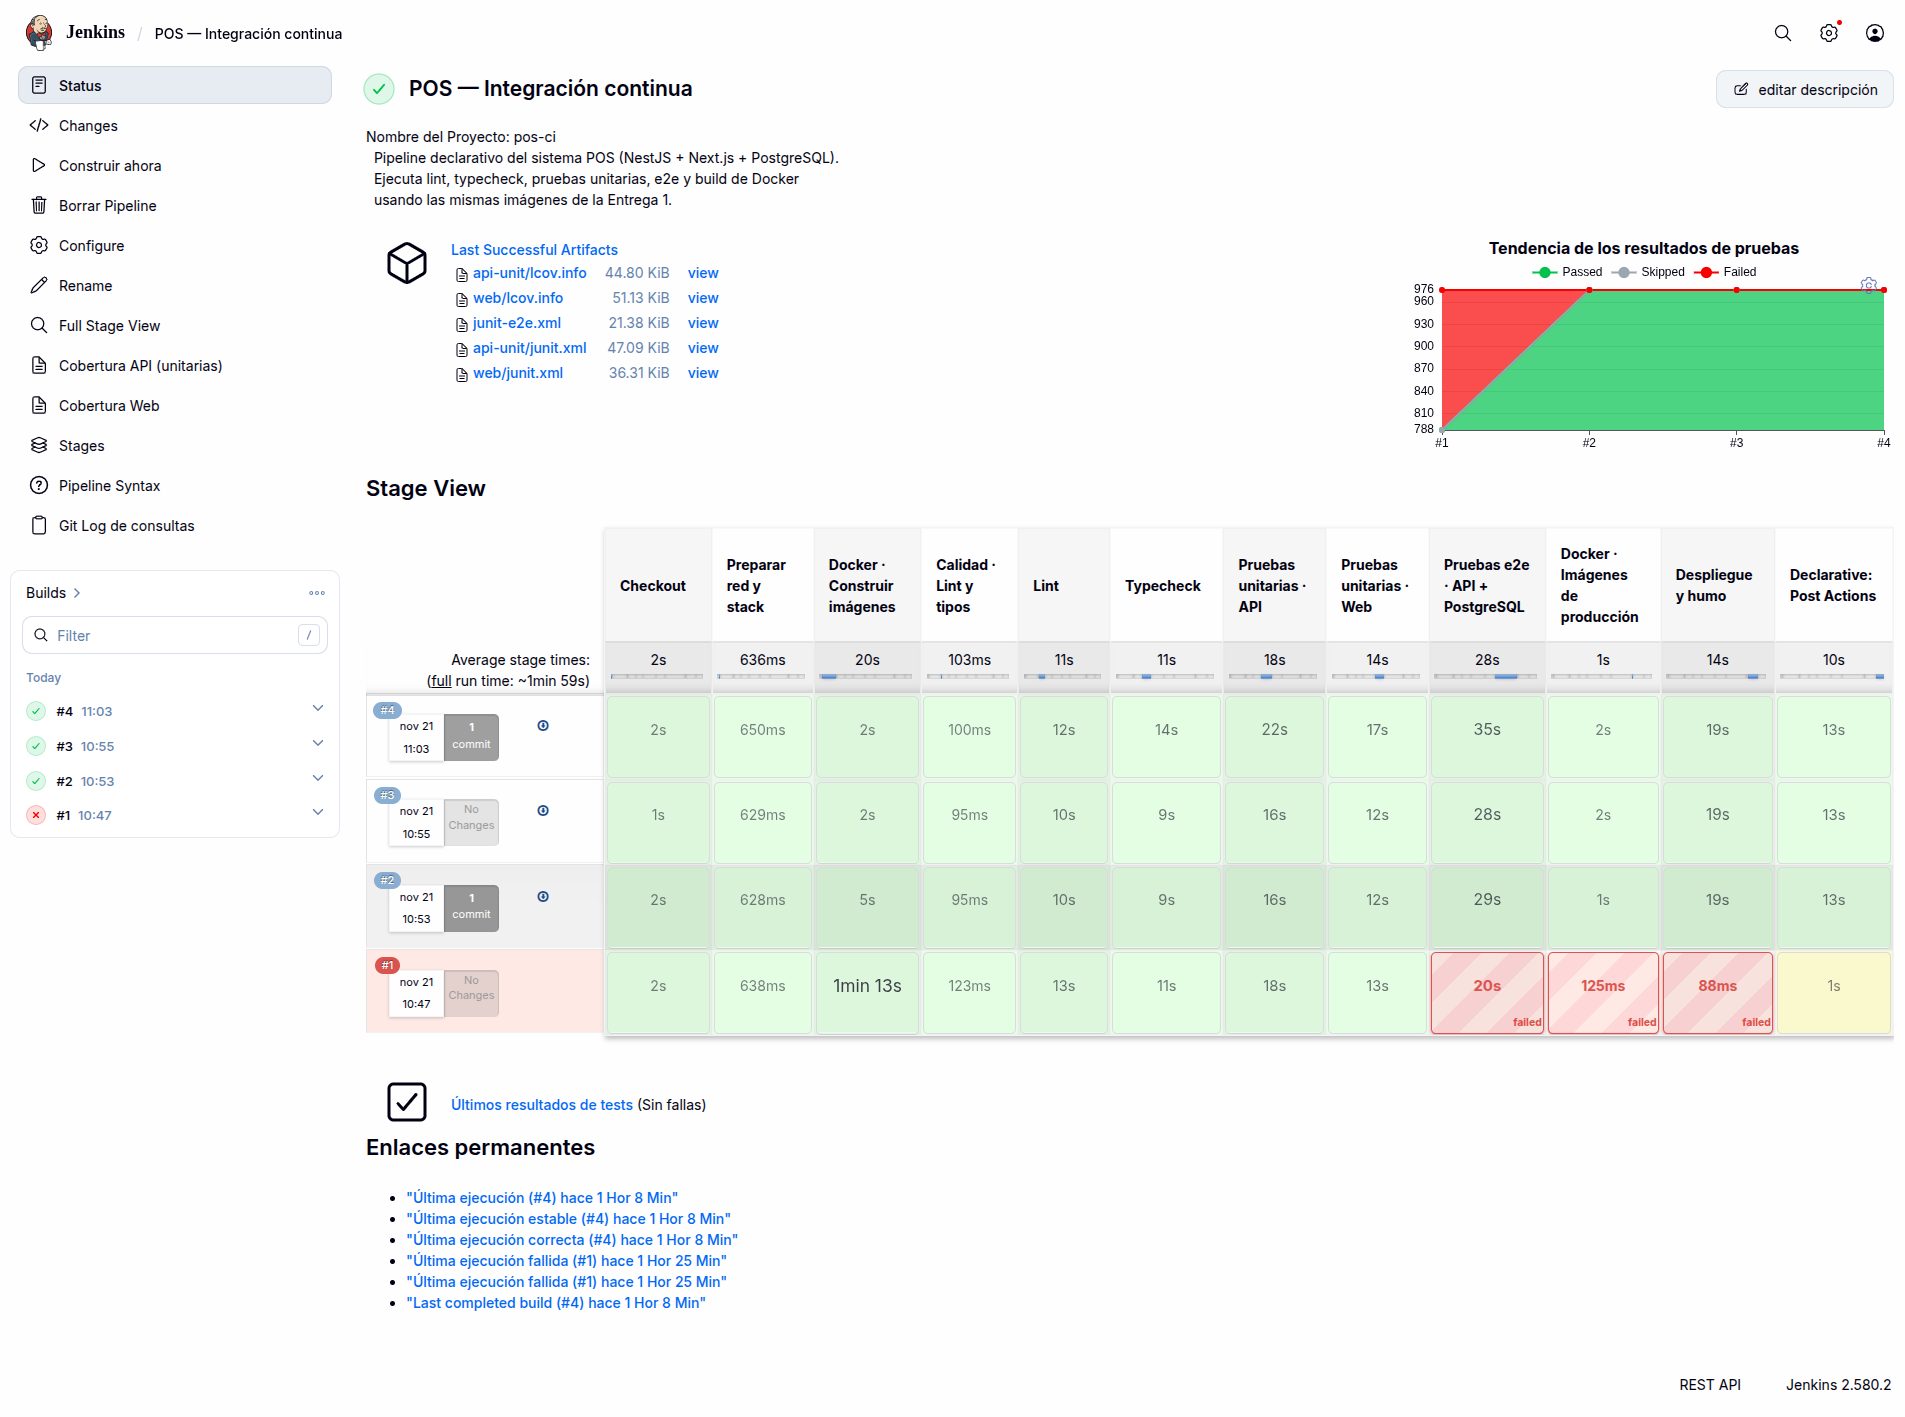 Jenkins / POS — Integración continua
Status
Changes
Construir ahora
Borrar Pipeline
Configure
Rename
Full Stage View
Cobertura API (unitarias)
Cobertura Web
Stages
Pipeline Syntax
Git Log de consultas
Builds
Filter /
Today
#4 11:03
#3 10:55
#2 10:53
#1 10:47
POS — Integración continua
editar descripción
Nombre del Proyecto: pos-ci
Pipeline declarativo del sistema POS (NestJS + Next.js + PostgreSQL).
Ejecuta lint, typecheck, pruebas unitarias, e2e y build de Docker
usando las mismas imágenes de la Entrega 1.
Last Successful Artifacts
api-unit/lcov.info 44.80 KiB view
web/lcov.info 51.13 KiB view
junit-e2e.xml 21.38 KiB view
api-unit/junit.xml 47.09 KiB view
web/junit.xml 36.31 KiB view
Tendencia de los resultados de pruebas
Passed Skipped Failed
976
960
930
900
870
840
810
788
#1 #2 #3 #4
Stage View
Checkout
Preparar
red y
stack
Docker ·
Construir
imágenes
Calidad ·
Lint y
tipos
Lint
Typecheck
Pruebas
unitarias ·
API
Pruebas
unitarias ·
Web
Pruebas e2e
· API +
PostgreSQL
Docker ·
Imágenes
de
producción
Despliegue
y humo
Declarative:
Post Actions
Average stage times:
(full run time: ~1min 59s)
2s 636ms 20s 103ms 11s 11s 18s 14s 28s 1s 14s 10s
#4
nov 21
11:03
1
commit
2s 650ms 2s 100ms 12s 14s 22s 17s 35s 2s 19s 13s
#3
nov 21
10:55
No
Changes
1s 629ms 2s 95ms 10s 9s 16s 12s 28s 2s 19s 13s
#2
nov 21
10:53
1
commit
2s 628ms 5s 95ms 10s 9s 16s 12s 29s 1s 19s 13s
#1
nov 21
10:47
No
Changes
2s 638ms 1min 13s 123ms 13s 11s 18s 13s 20s 125ms 88ms 1s
failed failed failed
Últimos resultados de tests (Sin fallas)
Enlaces permanentes
"Última ejecución (#4) hace 1 Hor 8 Min"
"Última ejecución estable (#4) hace 1 Hor 8 Min"
"Última ejecución correcta (#4) hace 1 Hor 8 Min"
"Última ejecución fallida (#1) hace 1 Hor 25 Min"
"Última ejecución fallida (#1) hace 1 Hor 25 Min"
"Last completed build (#4) hace 1 Hor 8 Min"
REST API Jenkins 2.580.2